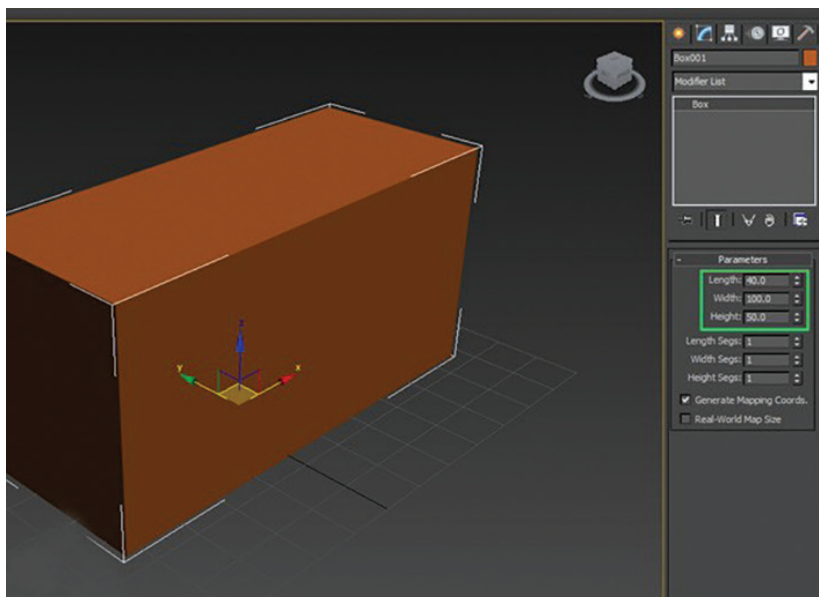 Box001
Modifier List
Box
- Parameters
Length: 40.0
Width: 100.0
Height: 50.0
Length Segs: 1
Width Segs: 1
Height Segs: 1
Generate Mapping Coords.
Real-World Map Size
z
y
x